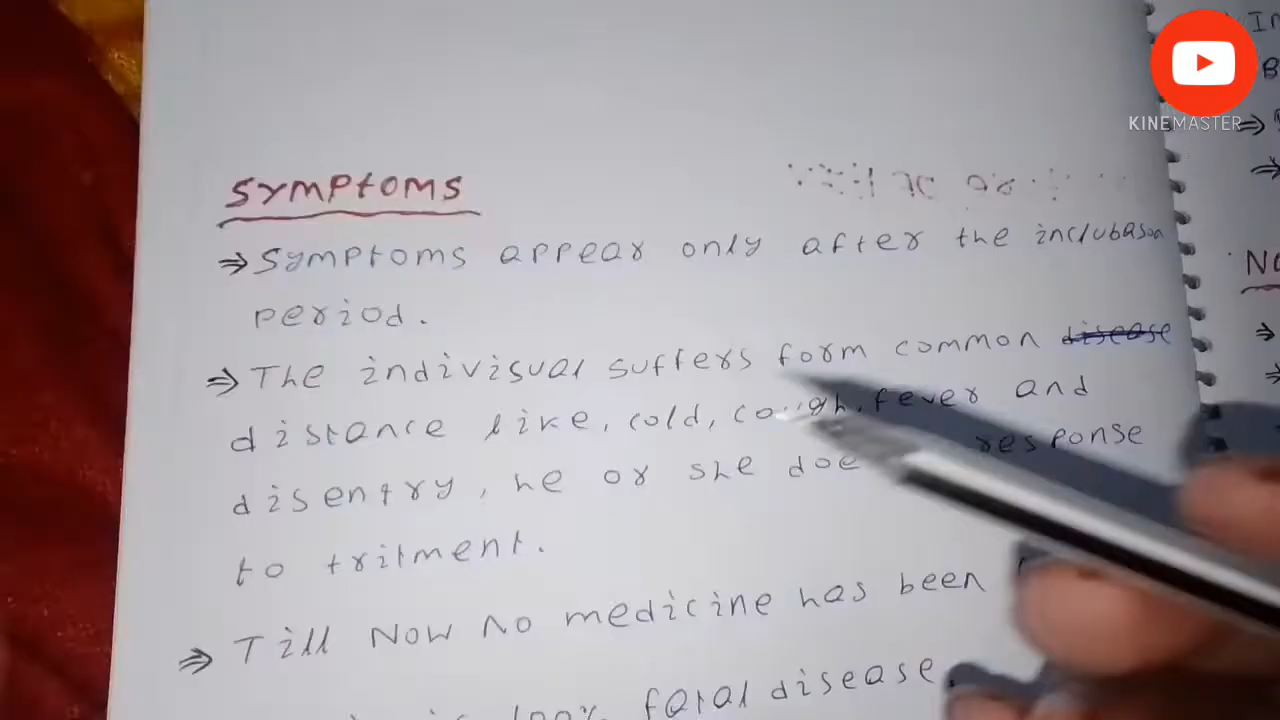 KINEMASTER
SYMPTOMS
⇒ Symptoms appear only after the inclubason
period.
⇒ The indivisual suffers form common disease
distance like, cold, cough, fever and
disentry, he or she response
to tritment.
⇒ Till NOW NO medicine has been
100% fatal disease.